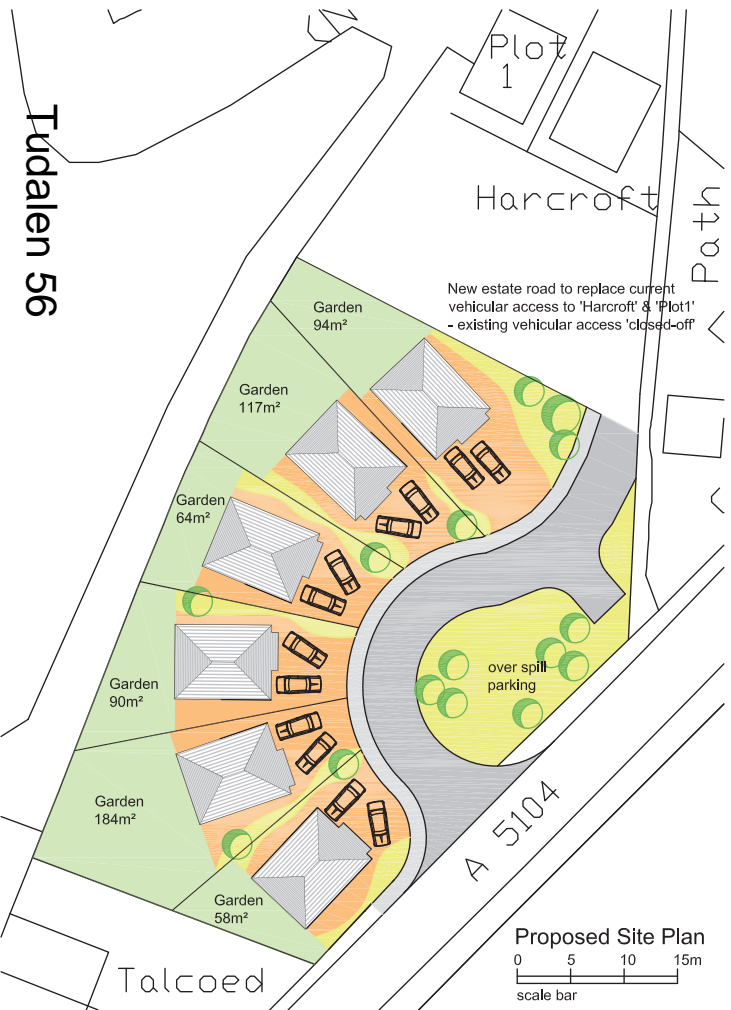 Plot
1
Tudalen 56
Harcroft
Path
New estate road to replace current
vehicular access to 'Harcroft' & 'Plot1'
- existing vehicular access 'closed-off'
Garden
94m²
Garden
117m²
Garden
64m²
Garden
90m²
Garden
184m²
Garden
58m²
over spill
parking
A 5104
Talcoed
Proposed Site Plan
0 5 10 15m
scale bar